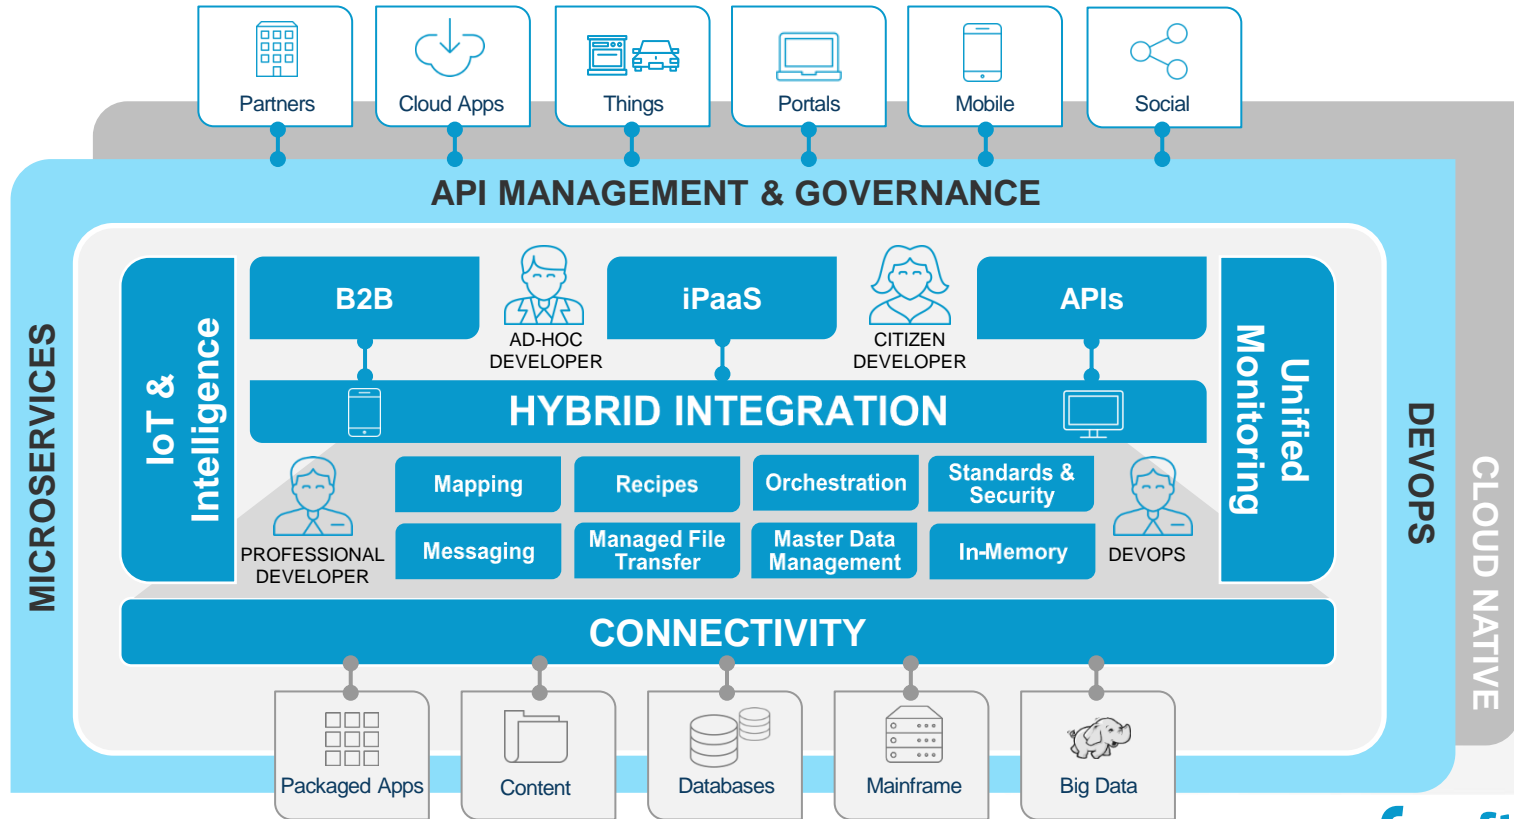 Partners
Cloud Apps
Things
Portals
Mobile
Social
API MANAGEMENT & GOVERNANCE
MICROSERVICES
IoT &
Intelligence
B2B
AD-HOC
DEVELOPER
iPaaS
CITIZEN
DEVELOPER
APIs
Unified
Monitoring
DEVOPS
CLOUD NATIVE
HYBRID INTEGRATION
PROFESSIONAL
DEVELOPER
Mapping
Recipes
Orchestration
Standards &
Security
Messaging
Managed File
Transfer
Master Data
Management
In-Memory
DEVOPS
CONNECTIVITY
Packaged Apps
Content
Databases
Mainframe
Big Data